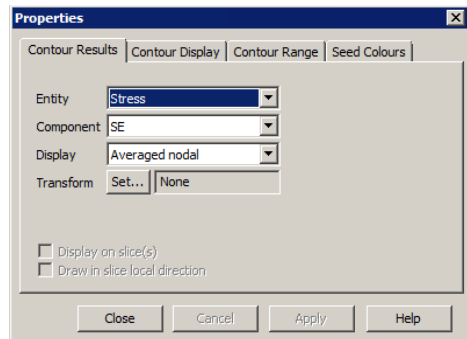 Properties
Contour Results Contour Display Contour Range Seed Colours
Entity Stress
Component SE
Display Averaged nodal
Transform Set... None
Display on slice(s)
Draw in slice local direction
Close Cancel Apply Help